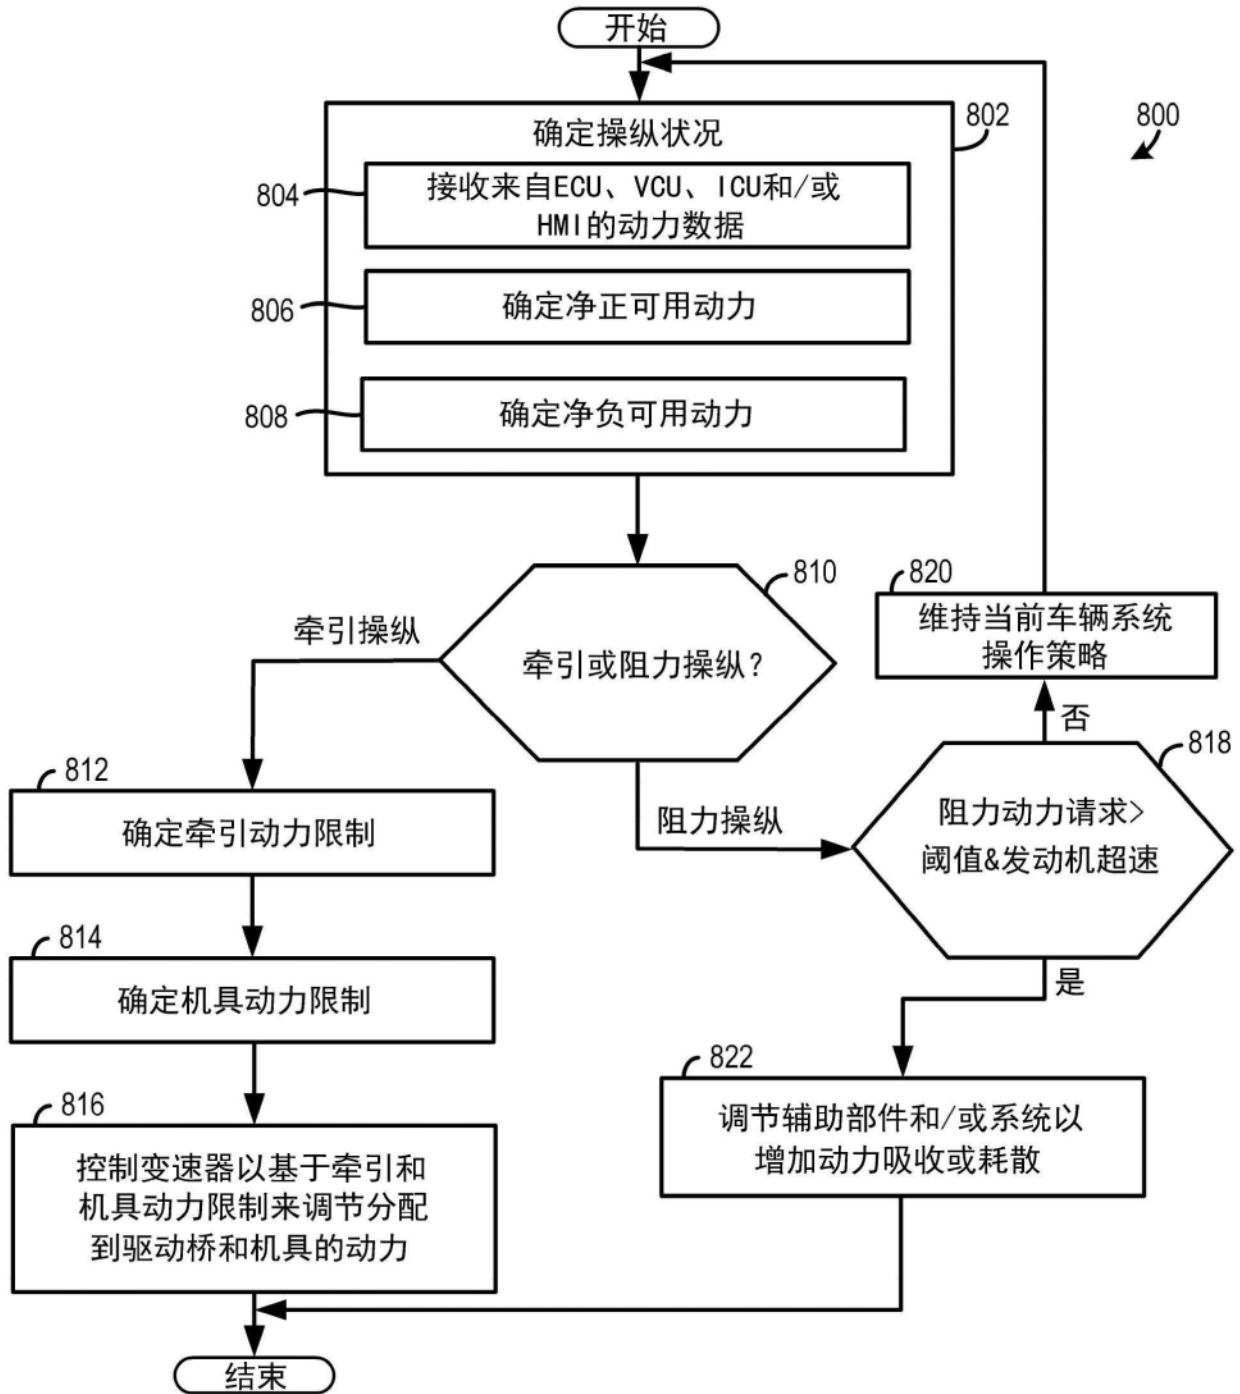 开始
800
802
确定操纵状况
804
接收来自ECU、VCU、ICU和/或
HMI的动力数据
806
确定净正可用动力
808
确定净负可用动力
810
牵引或阻力操纵?
牵引操纵
阻力操纵
812
确定牵引动力限制
814
确定机具动力限制
816
控制变速器以基于牵引和
机具动力限制来调节分配
到驱动桥和机具的动力
818
阻力动力请求>
阈值&发动机超速
否
是
820
维持当前车辆系统
操作策略
822
调节辅助部件和/或系统以
增加动力吸收或耗散
结束